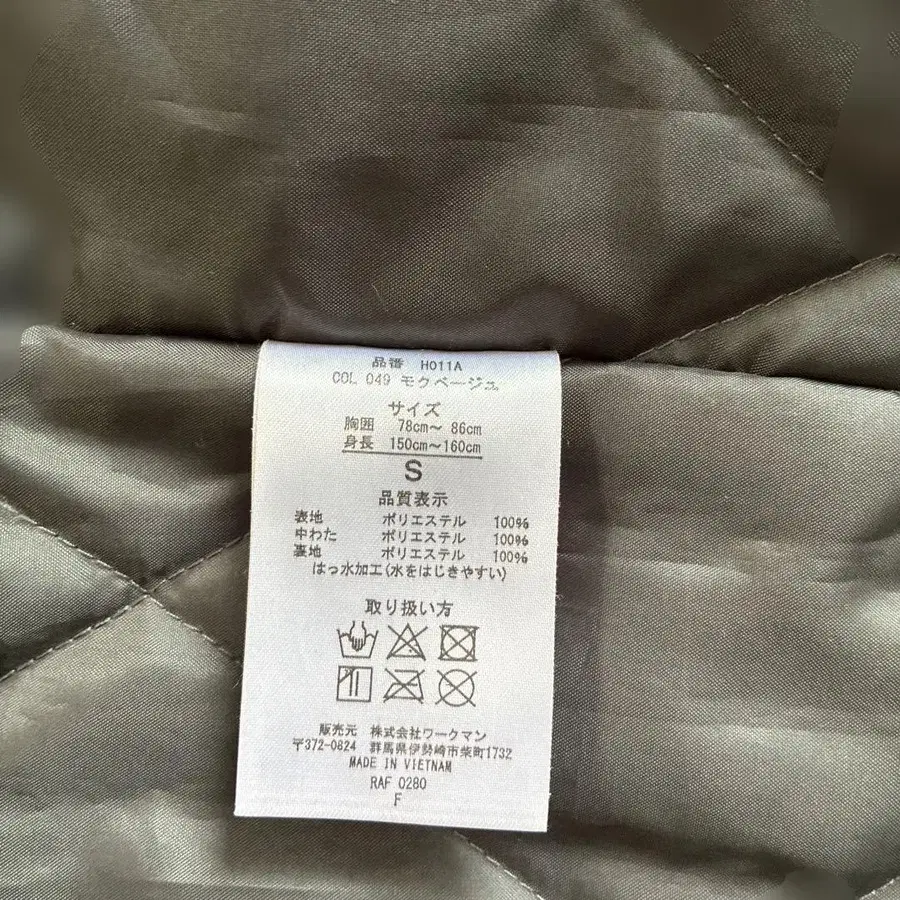 品番 H011A
COL 049 モクベージュ
サイズ
胸囲 78cm～ 86cm
身長 150cm～160cm
S
品質表示
表地 ポリエステル 100%
中わた ポリエステル 100%
裏地 ポリエステル 100%
はっ水加工(水をはじきやすい)
取り扱い方
販売元 株式会社ワークマン
〒372-0824 群馬県伊勢崎市柴町1732
MADE IN VIETNAM
RAF 0280
F